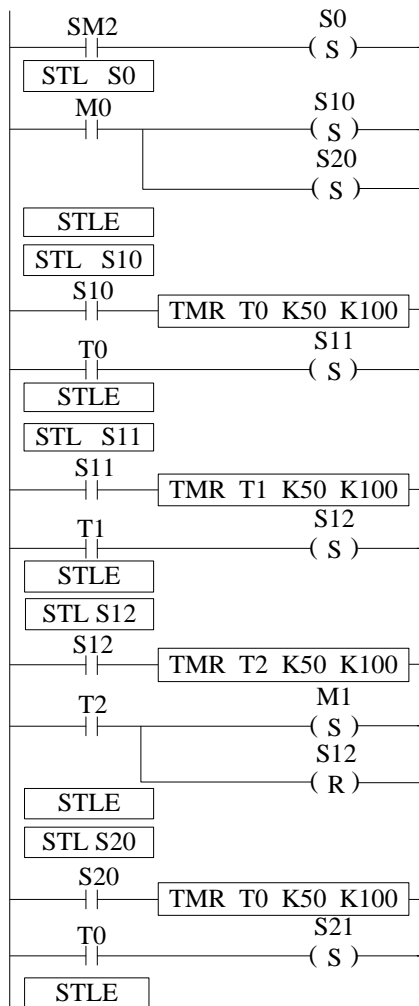 SM2 S0
( S )
STL S0
M0 S10
( S )
S20
( S )
STLE
STL S10
S10
TMR T0 K50 K100
T0 S11
( S )
STLE
STL S11
S11
TMR T1 K50 K100
T1 S12
( S )
STLE
STL S12
S12
TMR T2 K50 K100
T2 M1
( S )
S12
( R )
STLE
STL S20
S20
TMR T0 K50 K100
T0 S21
( S )
STLE